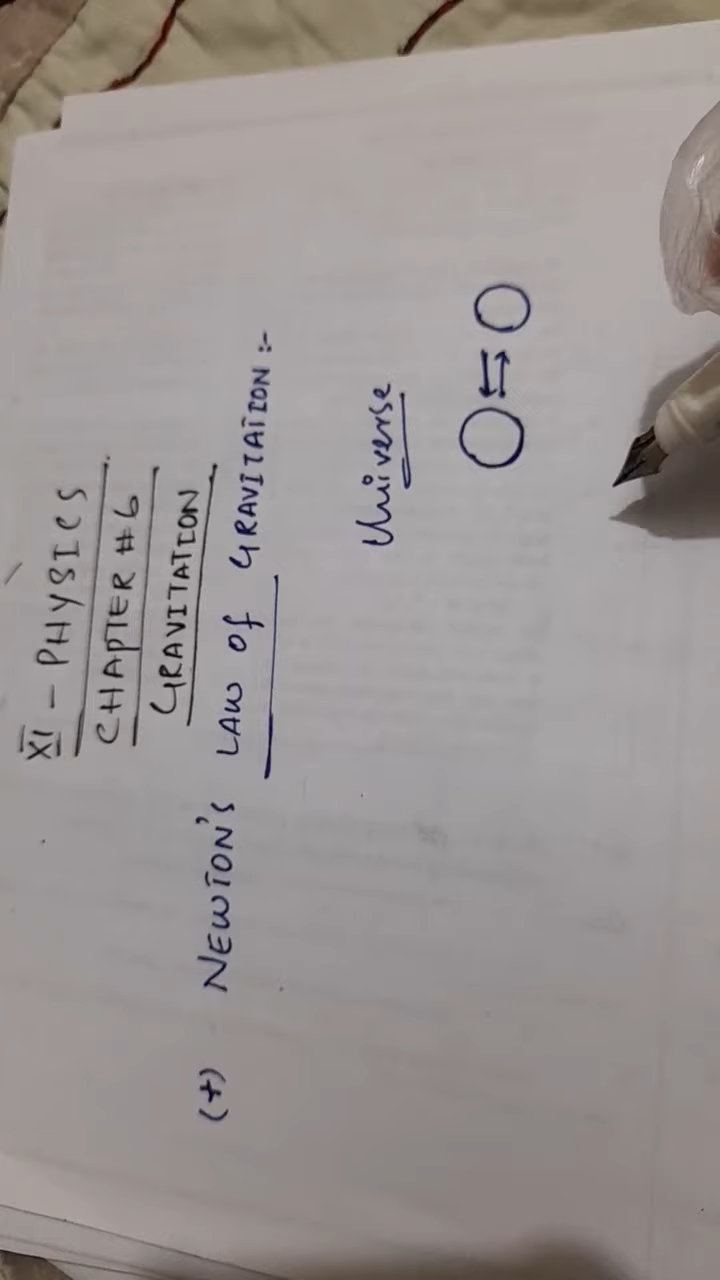 XI - PHYSICS
CHAPTER # 6
GRAVITATION
(+) NEWTON'S LAW OF GRAVITATION :-
Universe